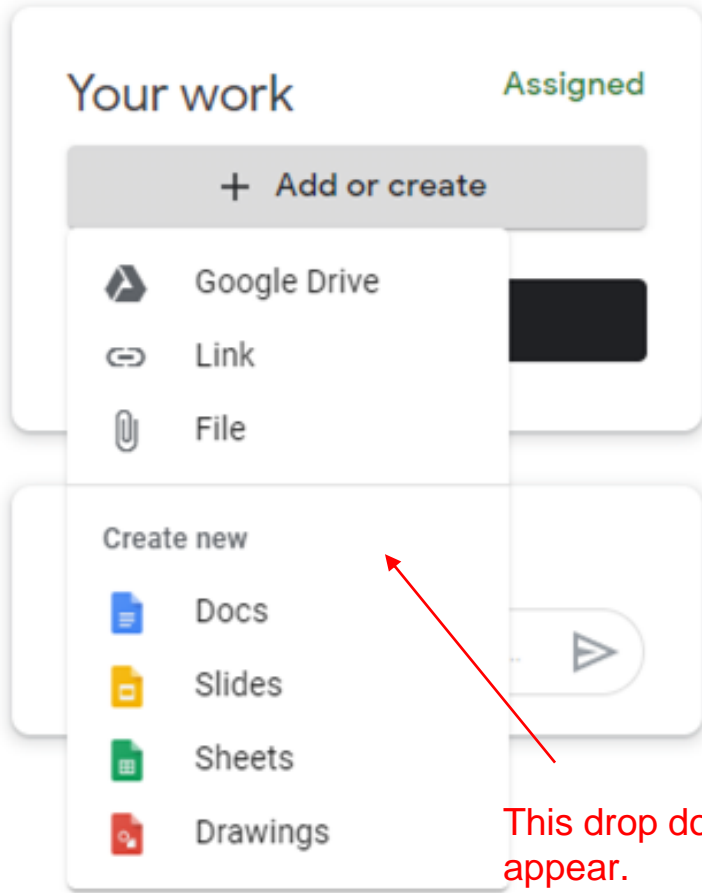 Your work
Assigned
+ Add or create
Google Drive
Link
File
Create new
Docs
Slides
Sheets
Drawings
This drop
appear.